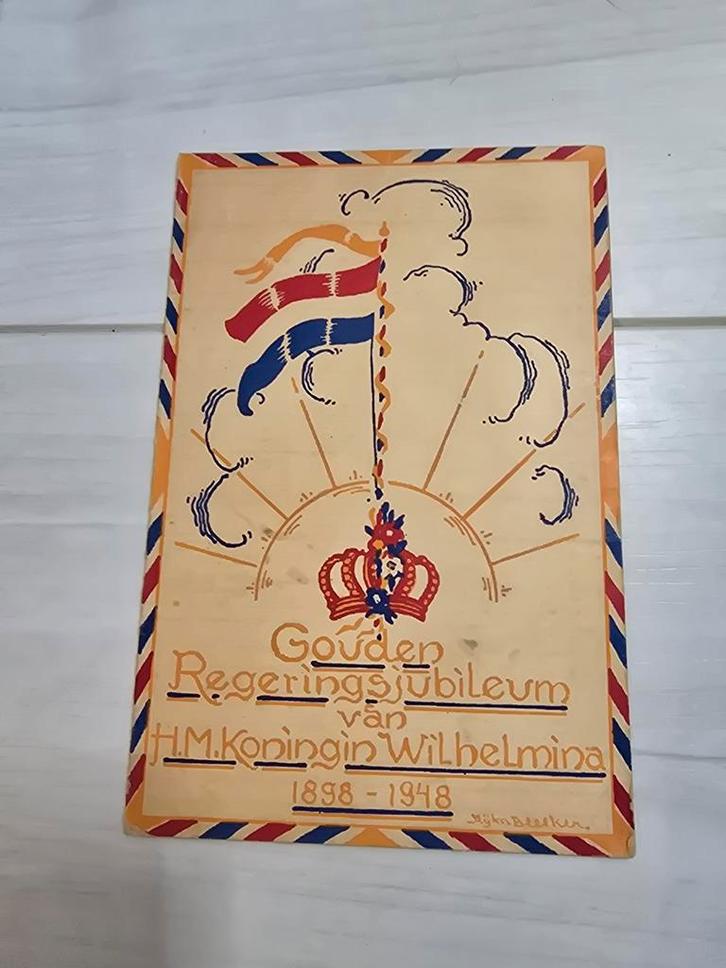 Gouden
Regeringsjubileum
van
H.M. Koningin Wilhelmina
1898 - 1948